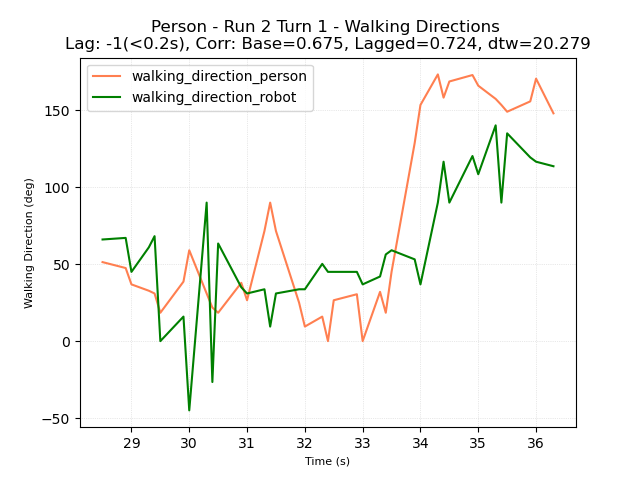 Person - Run 2 Turn 1 - Walking Directions
Lag: -1(<0.2s), Corr: Base=0.675, Lagged=0.724, dtw=20.279
walking_direction_person
walking_direction_robot
150
100
50
0
−50
Walking Direction (deg)
29 30 31 32 33 34 35 36
Time (s)